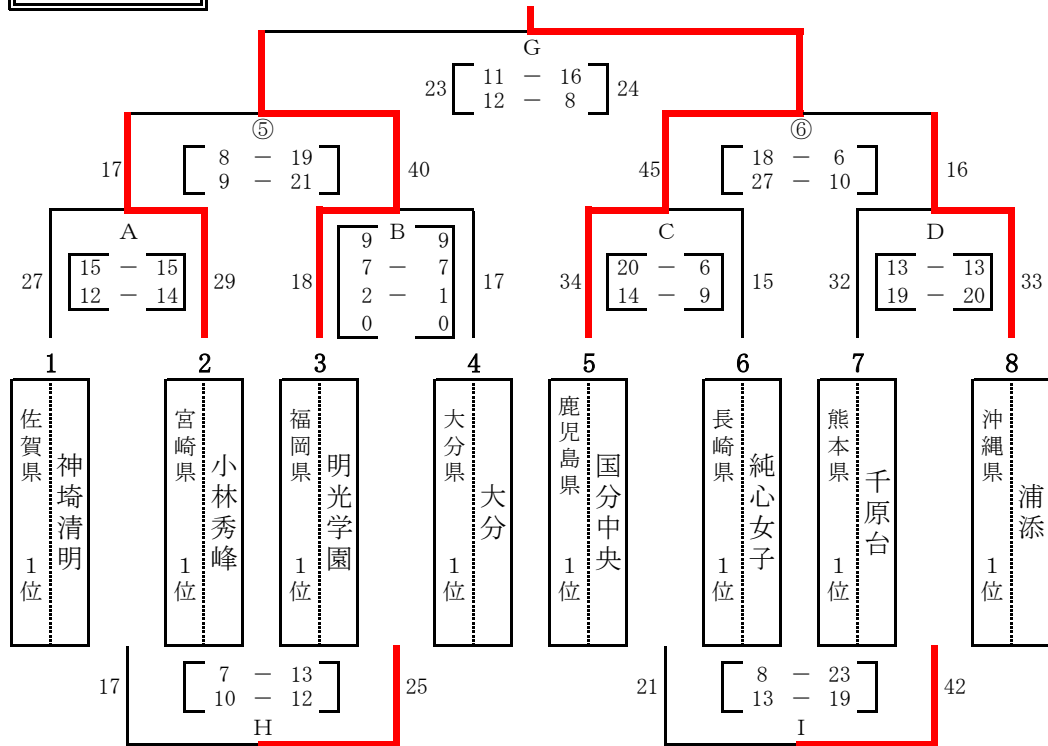 G
23 11 － 16 24
12 － 8
⑤
17 8 － 19 40
9 － 21
⑥
45 18 － 6 16
27 － 10
A
27 15 － 15 29
12 － 14
B
18 9 9 17
7 － 7
2 － 1
0 0
C
34 20 － 6 15
14 － 9
D
32 13 － 13 33
19 － 20
1 2 3 4 5 6 7 8
佐賀県 1位
神埼清明
宮崎県 1位
小林秀峰
福岡県 1位
明光学園
大分県 1位
大分
鹿児島県 1位
国分中央
長崎県 1位
純心女子
熊本県 1位
千原台
沖縄県 1位
浦添
17 7 － 13 25
10 － 12
H
21 8 － 23 42
13 － 19
I